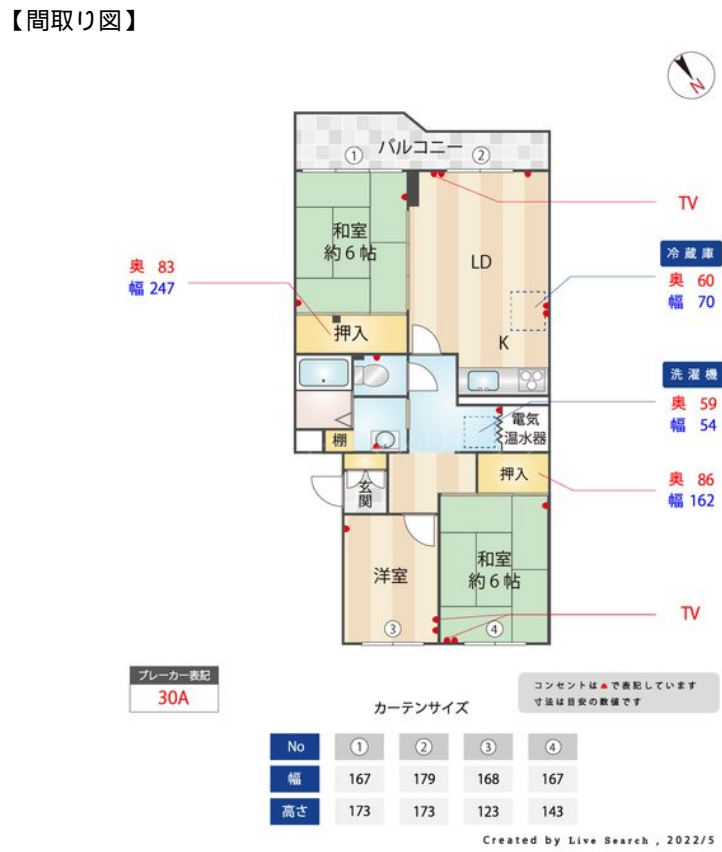 【間取り図】
N
バルコニー
①
②
和室
約6帖
LD
TV
冷蔵庫
奥 60
幅 70
奥 83
幅 247
押入
K
洗濯機
奥 59
幅 54
電気
温水器
棚
押入
奥 86
幅 162
玄関
洋室
和室
約6帖
③
④
TV
ブレーカー表記
30A
コンセントは▲で表記しています
寸法は目安の数値です
カーテンサイズ
No ① ② ③ ④
幅 167 179 168 167
高さ 173 173 123 143
Created by Live Search , 2022/5